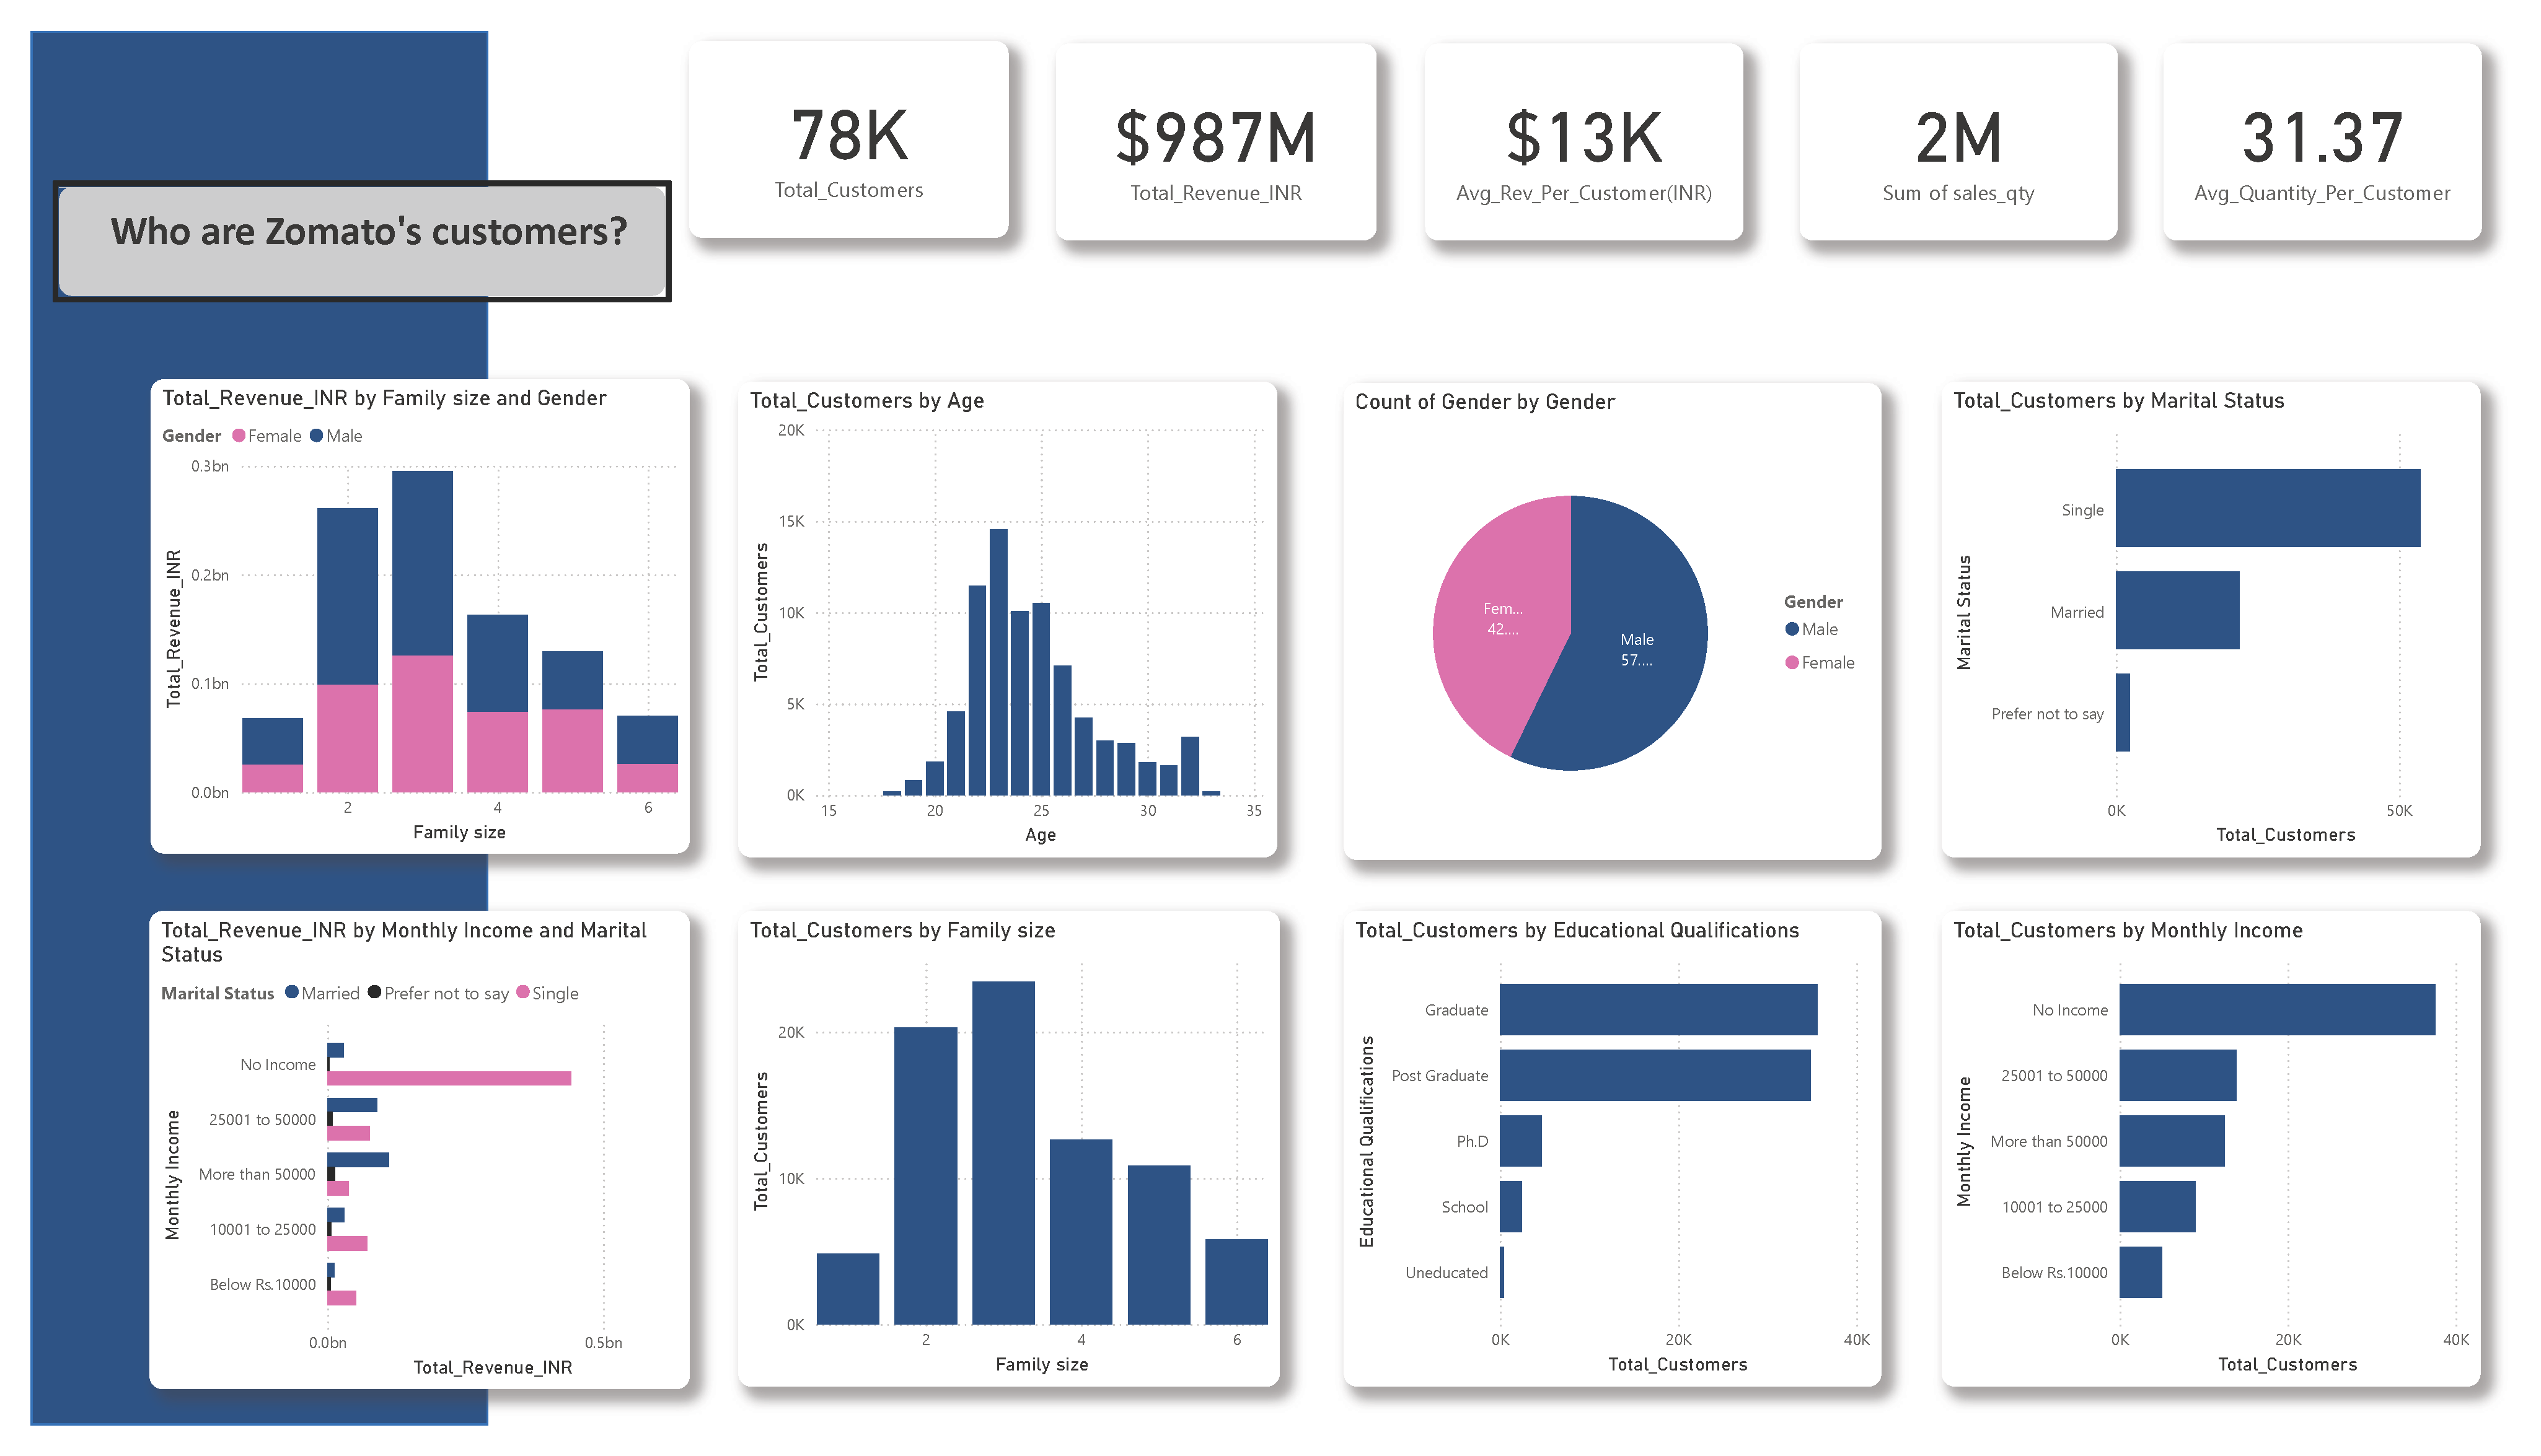 Who are Zomato's customers?
78K
Total_Customers
$987M
Total_Revenue_INR
$13K
Avg_Rev_Per_Customer(INR)
2M
Sum of sales_qty
31.37
Avg_Quantity_Per_Customer
Total_Revenue_INR by Family size and Gender
Gender Female Male
Total_Revenue_INR
0.3bn
0.2bn
0.1bn
0.0bn
2 4 6
Family size
Total_Customers by Age
Total_Customers
20K
15K
10K
5K
0K
15 20 25 30 35
Age
Count of Gender by Gender
Fem...
42....
Male
57....
Gender
Male
Female
Total_Customers by Marital Status
Marital Status
Single
Married
Prefer not to say
0K 50K
Total_Customers
Total_Revenue_INR by Monthly Income and Marital
Status
Marital Status Married Prefer not to say Single
Monthly Income
No Income
25001 to 50000
More than 50000
10001 to 25000
Below Rs.10000
0.0bn 0.5bn
Total_Revenue_INR
Total_Customers by Family size
Total_Customers
20K
10K
0K
2 4 6
Family size
Total_Customers by Educational Qualifications
Educational Qualifications
Graduate
Post Graduate
Ph.D
School
Uneducated
0K 20K 40K
Total_Customers
Total_Customers by Monthly Income
Monthly Income
No Income
25001 to 50000
More than 50000
10001 to 25000
Below Rs.10000
0K 20K 40K
Total_Customers